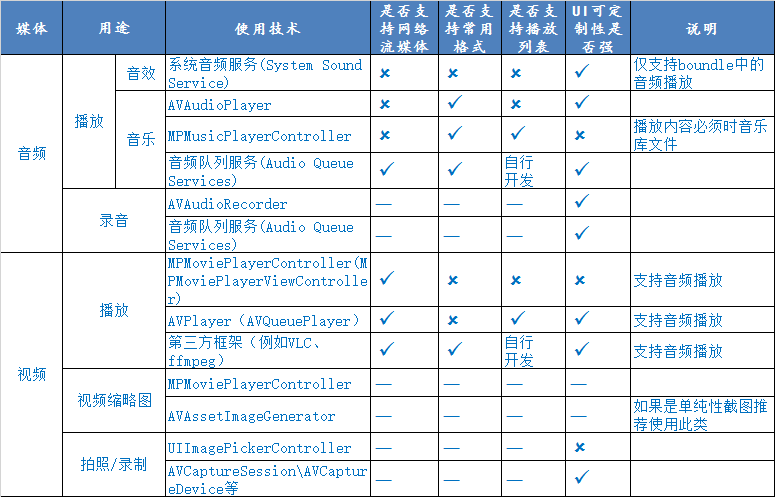 媒体 用途 使用技术 是否支持网络流媒体 是否支持常用格式 是否支持播放列表 UI可定制性是否强 说明
音频 播放 音效 系统音频服务(System Sound Service) × × × ✓ 仅支持boundle中的音频播放
音乐 AVAudioPlayer × ✓ × ✓
MPMusicPlayerController × ✓ ✓ × 播放内容必须时音乐库文件
音频队列服务(Audio Queue Services) ✓ ✓ 自行开发 ✓
录音 AVAudioRecorder — — — ✓
音频队列服务(Audio Queue Services) — — — ✓
视频 播放 MPMoviePlayerController(MPMoviePlayerViewController) ✓ × × × 支持音频播放
AVPlayer（AVQueuePlayer） ✓ × ✓ ✓ 支持音频播放
第三方框架（例如VLC、ffmpeg） ✓ ✓ 自行开发 ✓ 支持音频播放
视频缩略图 MPMoviePlayerController — — — —
AVAssetImageGenerator — — — — 如果是单纯性截图推荐使用此类
拍照/录制 UIImagePickerController — — — ×
AVCaptureSession\AVCaptureDevice等 — — — ✓